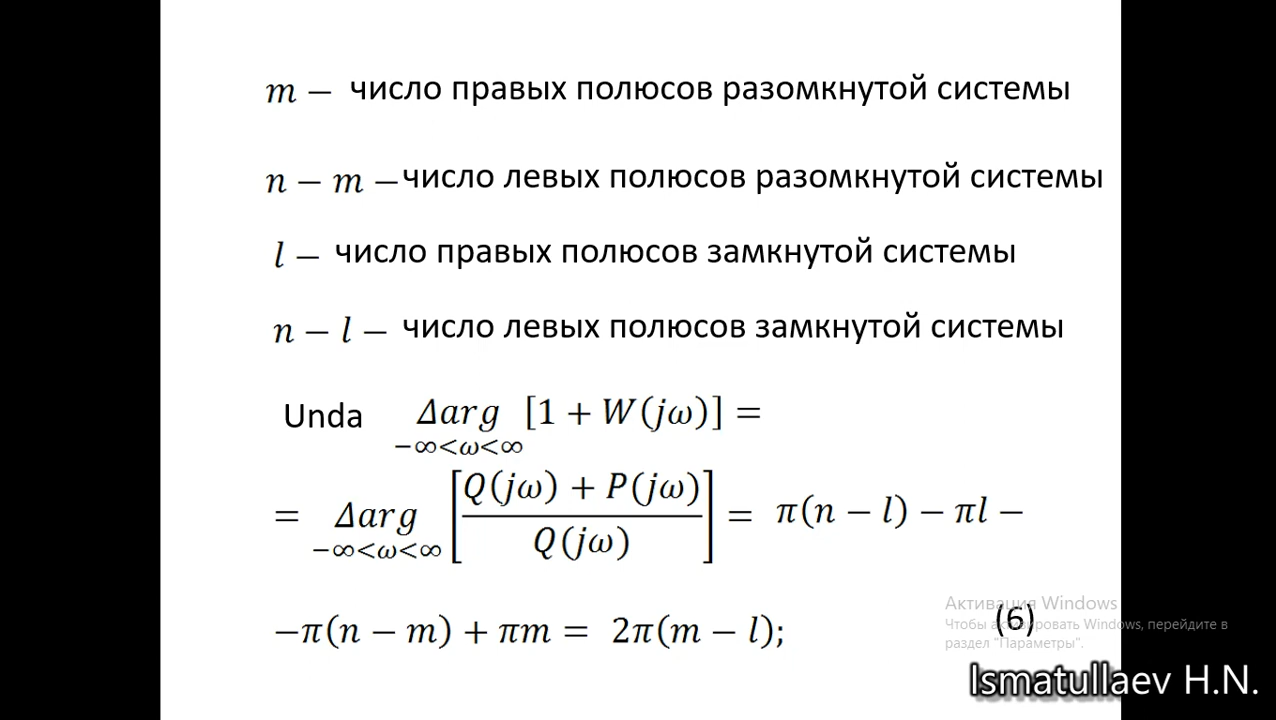 m − число правых полюсов разомкнутой системы
n − m −число левых полюсов разомкнутой системы
l − число правых полюсов замкнутой системы
n − l − число левых полюсов замкнутой системы
Unda Δarg [1 + W(jω)] =
−∞<ω<∞
= Δarg [Q(jω) + P(jω) / Q(jω)] = π(n − l) − πl −
−∞<ω<∞
−π(n − m) + πm = 2π(m − l); (6)
Активация Windows
Чтобы активировать Windows, перейдите в
раздел "Параметры".
Ismatullaev H.N.